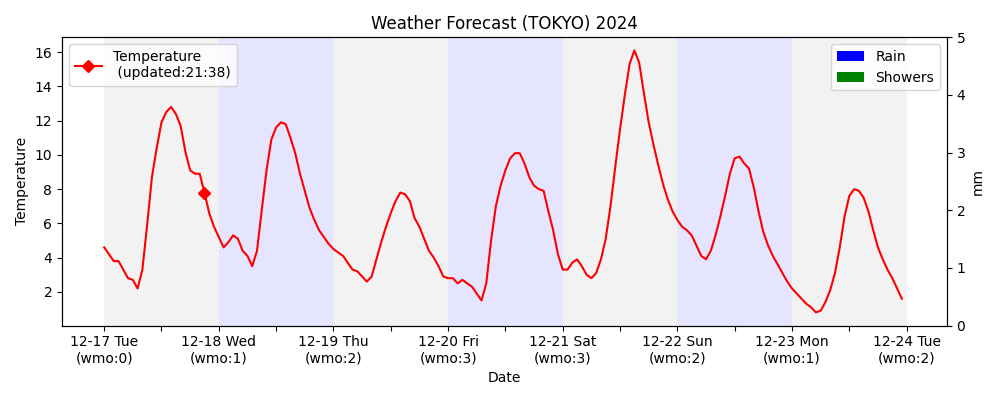 Weather Forecast (TOKYO) 2024
Temperature
(updated:21:38)
Rain
Showers
Temperature
16
14
12
10
8
6
4
2
5
4
3
2
1
0
mm
12-17 Tue 12-18 Wed 12-19 Thu 12-20 Fri 12-21 Sat 12-22 Sun 12-23 Mon 12-24 Tue
(wmo:0) (wmo:1) (wmo:2) (wmo:3) (wmo:3) (wmo:2) (wmo:1) (wmo:2)
Date